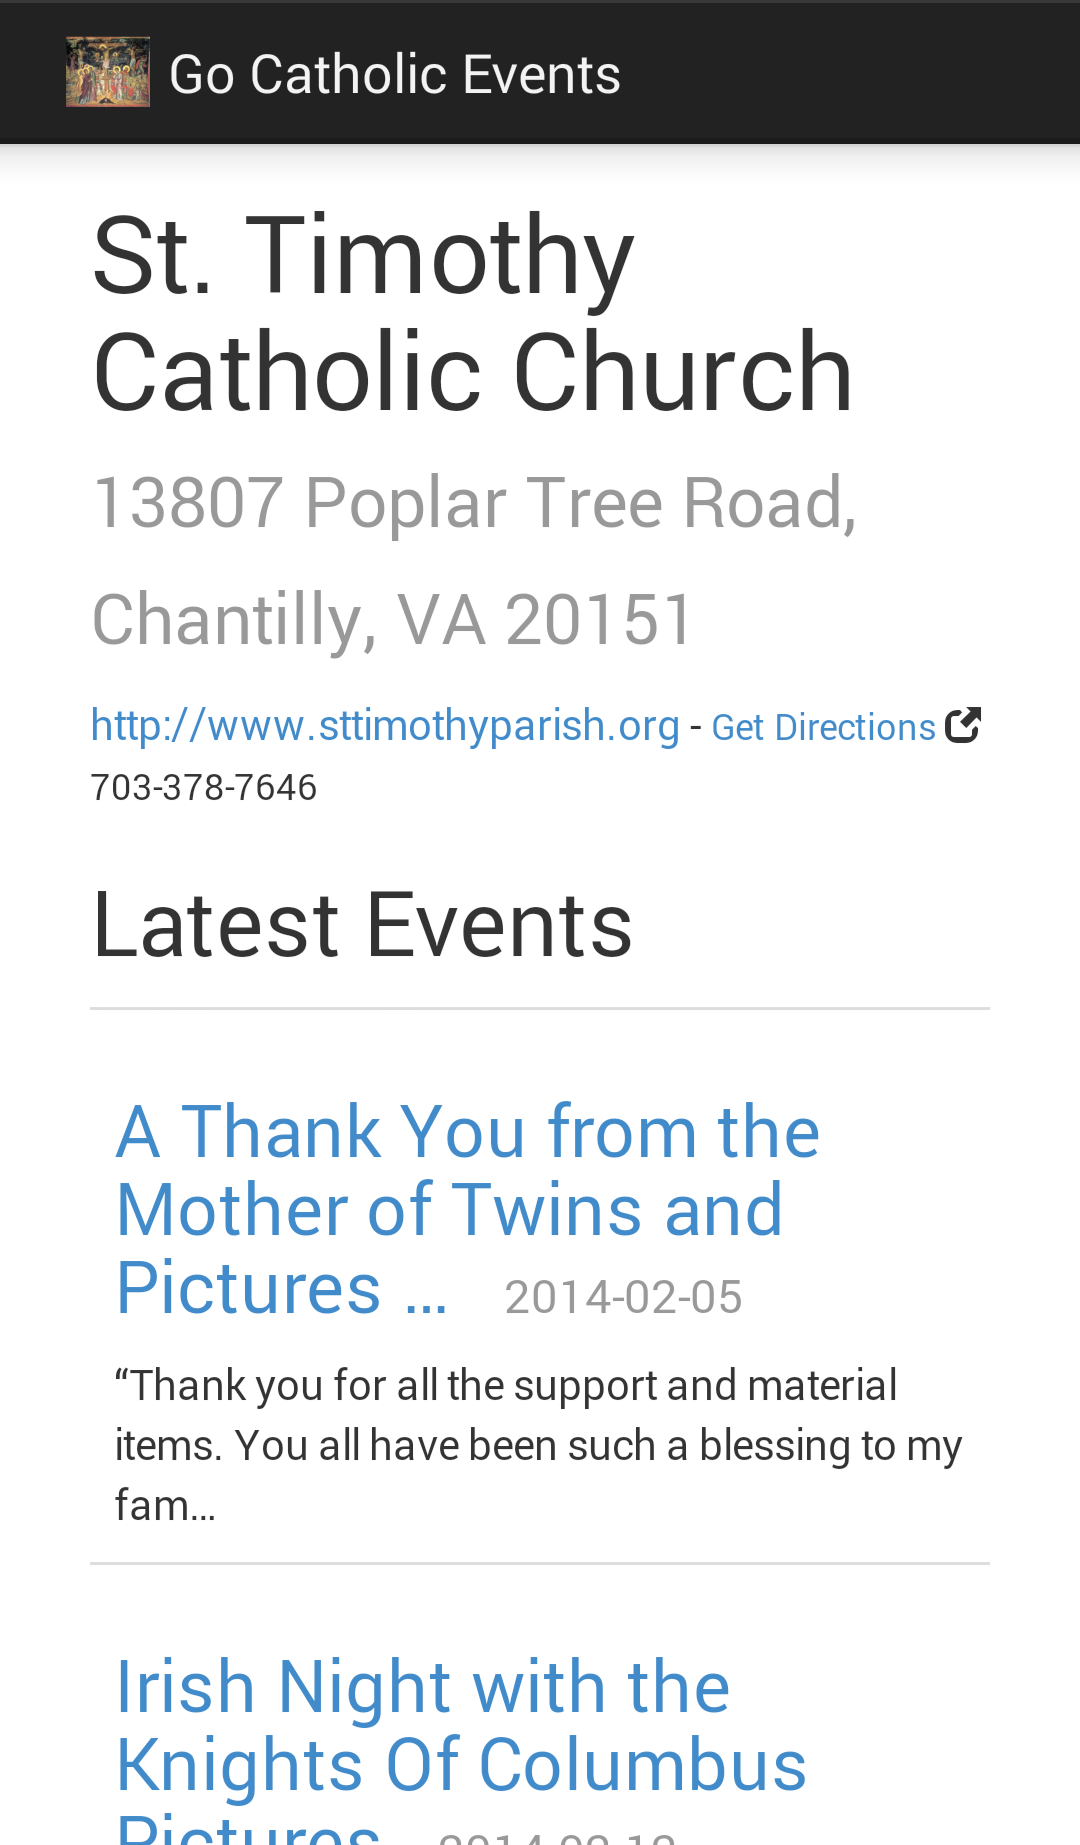 Go Catholic Events
St. Timothy
Catholic Church
13807 Poplar Tree Road,
Chantilly, VA 20151
http://www.sttimothyparish.org - Get Directions
703-378-7646
Latest Events
A Thank You from the
Mother of Twins and
Pictures ... 2014-02-05
“Thank you for all the support and material
items. You all have been such a blessing to my
fam...
Irish Night with the
Knights Of Columbus
Pictures